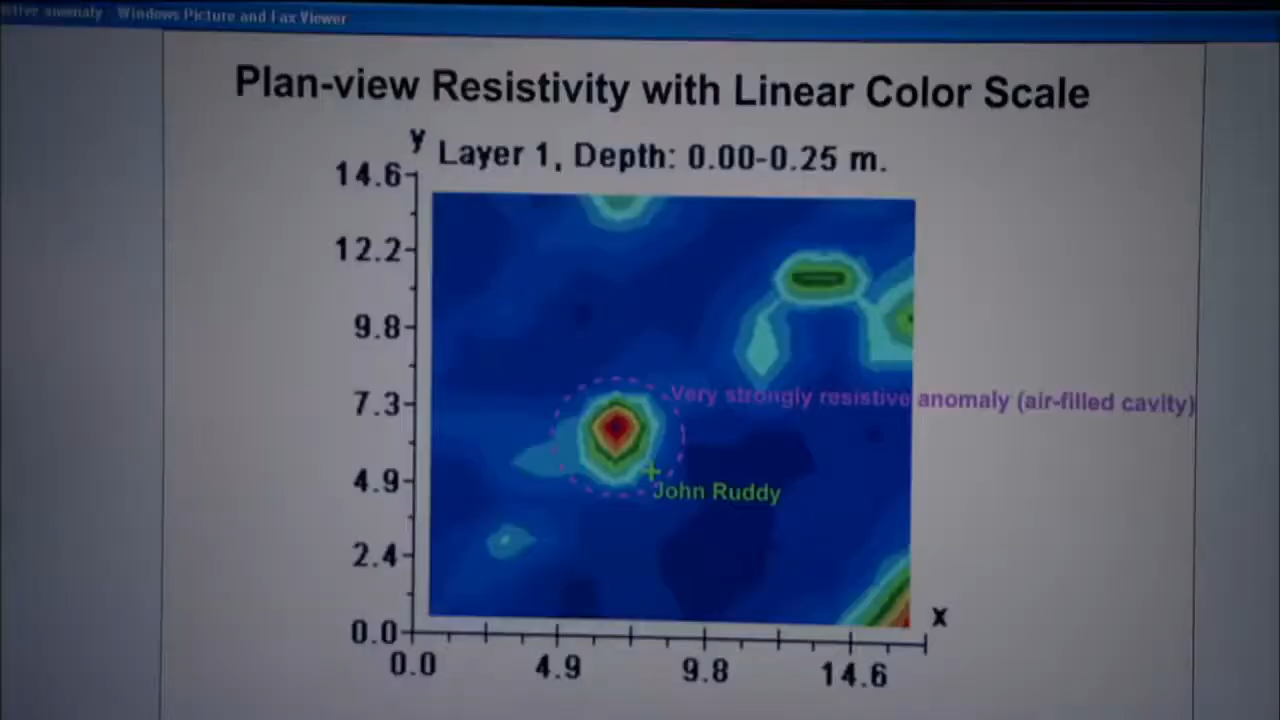 anomaly - Windows Picture and Fax Viewer
Plan-view Resistivity with Linear Color Scale
y
Layer 1, Depth: 0.00-0.25 m.
14.6
12.2
9.8
7.3
Very strongly resistive anomaly (air-filled cavity)
4.9
John Ruddy
2.4
0.0
x
0.0 4.9 9.8 14.6